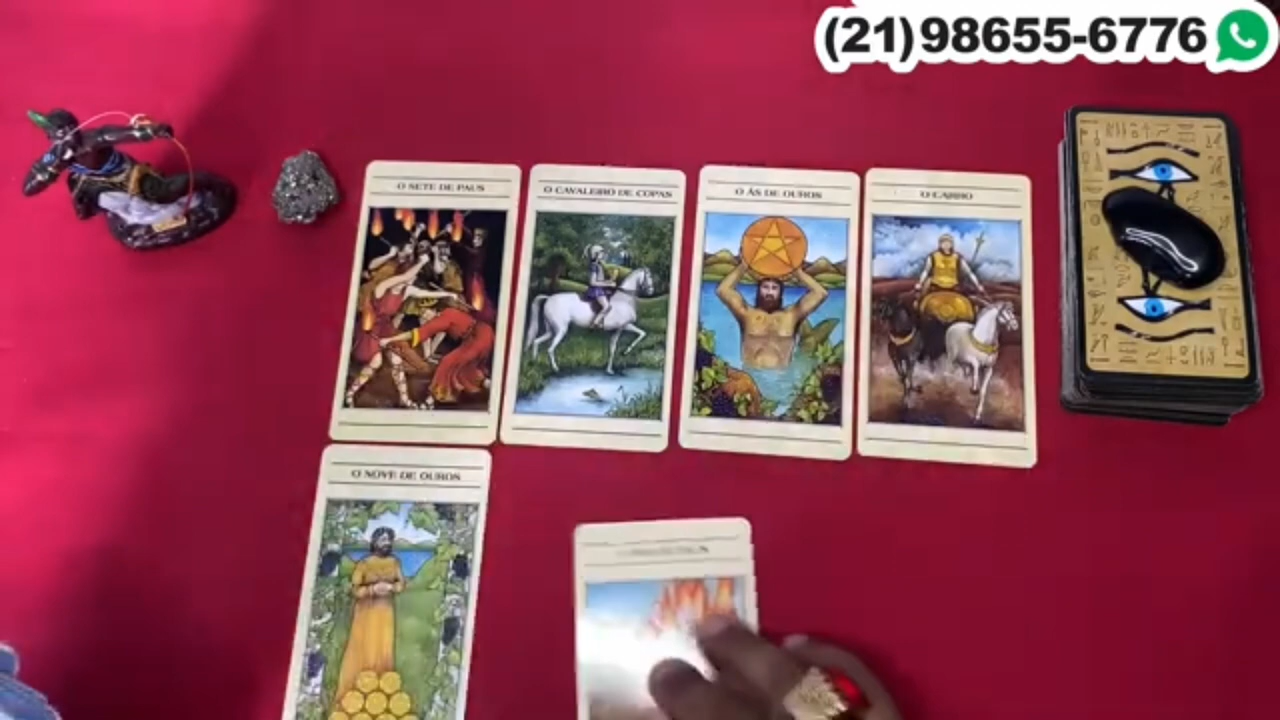 (21)98655-6776
O SETE DE PAUS
O CAVALEIRO DE COPAS
O ÁS DE OUROS
O CARRO
O NOVE DE OUROS